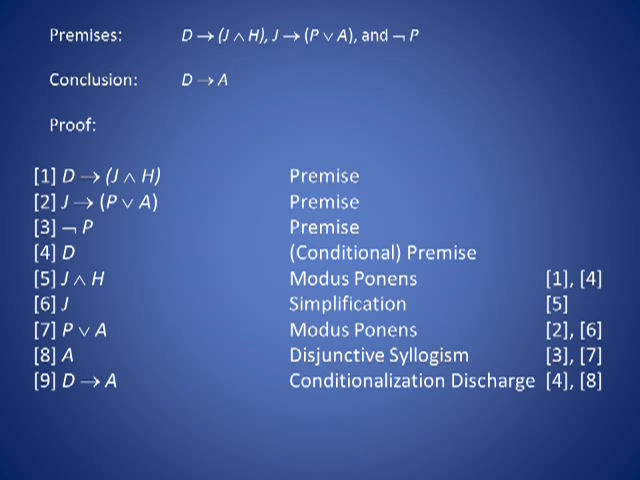 Premises: D → (J ∧ H), J → (P ∨ A), and ¬ P
Conclusion: D → A
Proof:
[1] D → (J ∧ H) Premise
[2] J → (P ∨ A) Premise
[3] ¬ P Premise
[4] D (Conditional) Premise
[5] J ∧ H Modus Ponens [1], [4]
[6] J Simplification [5]
[7] P ∨ A Modus Ponens [2], [6]
[8] A Disjunctive Syllogism [3], [7]
[9] D → A Conditionalization Discharge [4], [8]